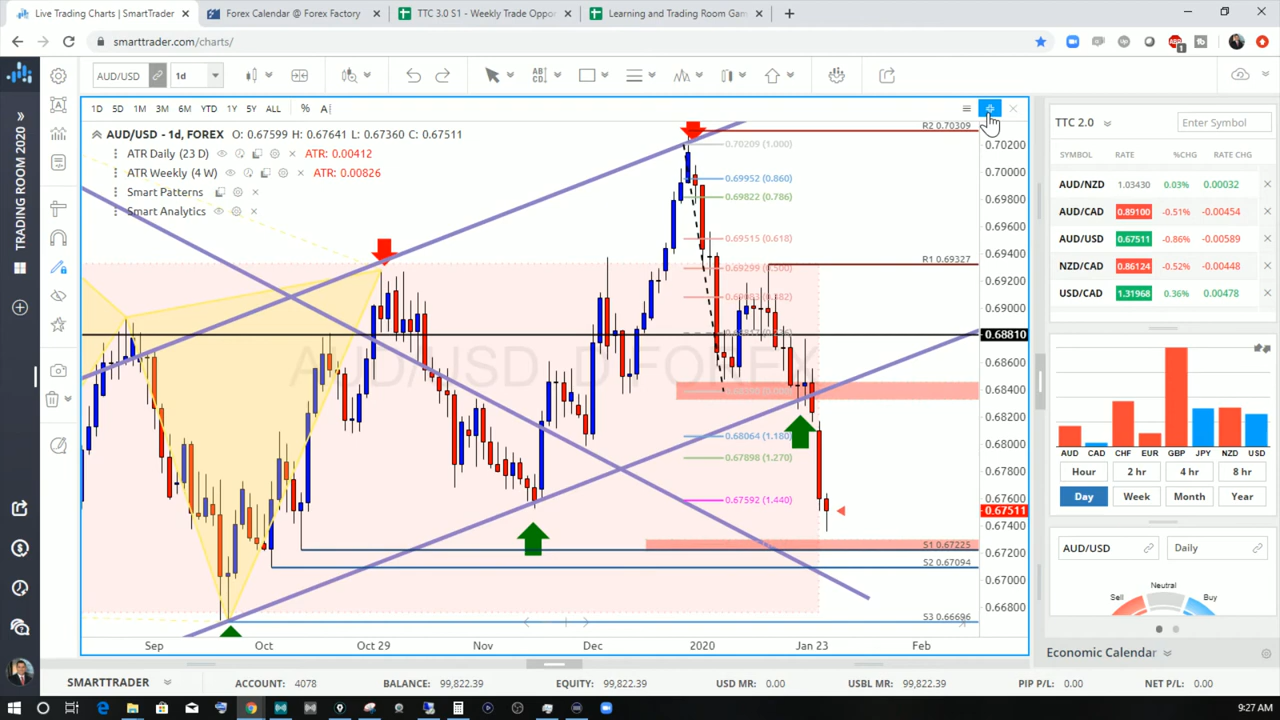 Live Trading Charts | SmartTrader
Forex Calendar @ Forex Factory
TTC 3.0 S1 - Weekly Trade Oppor
Learning and Trading Room Gam
smarttrader.com/charts/
AUD/USD
1d
1D 5D 1M 3M 6M YTD 1Y 5Y ALL % A
AUD/USD - 1d, FOREX O: 0.67599 H: 0.67641 L: 0.67360 C: 0.67511
ATR Daily (23 D) ATR: 0.00412
ATR Weekly (4 W) ATR: 0.00826
Smart Patterns
Smart Analytics
TRADING ROOM 2020
AUD/USD, D, FOREX
R2 0.70309
0.70209 (1.000)
0.69952 (0.860)
0.69822 (0.786)
0.69515 (0.618)
R1 0.69327
0.69299 (0.500)
0.69083 (0.382)
0.68064 (1.180)
0.67898 (1.270)
0.67592 (1.440)
S1 0.67225
S2 0.67094
S3 0.66696
0.70200
0.70000
0.69800
0.69600
0.69400
0.69200
0.69000
0.68810
0.68600
0.68400
0.68200
0.68000
0.67800
0.67600
0.67511
0.67400
0.67200
0.67000
0.66800
Sep Oct Oct 29 Nov Dec 2020 Jan 23 Feb
TTC 2.0 Enter Symbol
SYMBOL RATE %CHG RATE CHG
AUD/NZD 1.03430 0.03% 0.00032
AUD/CAD 0.89100 -0.51% -0.00454
AUD/USD 0.67511 -0.86% -0.00589
NZD/CAD 0.86124 -0.52% -0.00448
USD/CAD 1.31968 0.36% 0.00478
AUD CAD CHF EUR GBP JPY NZD USD
Hour 2 hr 4 hr 8 hr
Day Week Month Year
AUD/USD Daily
Neutral
Sell Buy
Economic Calendar
SMARTTRADER ACCOUNT: 4078 BALANCE: 99,822.39 EQUITY: 99,822.39 USD MR: 0.00 USBL MR: 99,822.39 PIP P/L: 0.00 NET P/L: 0.00
9:27 AM